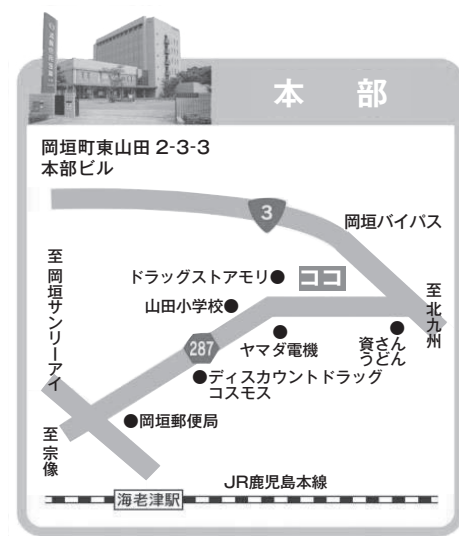 本部
岡垣町東山田 2-3-3
本部ビル
3
岡垣バイパス
至 岡垣サンリーアイ
ドラッグストアモリ●
ココ
至 北九州
山田小学校●
287
ヤマダ電機
資さん
うどん
●ディスカウントドラッグ
コスモス
●岡垣郵便局
至 宗像
JR鹿児島本線
海老津駅